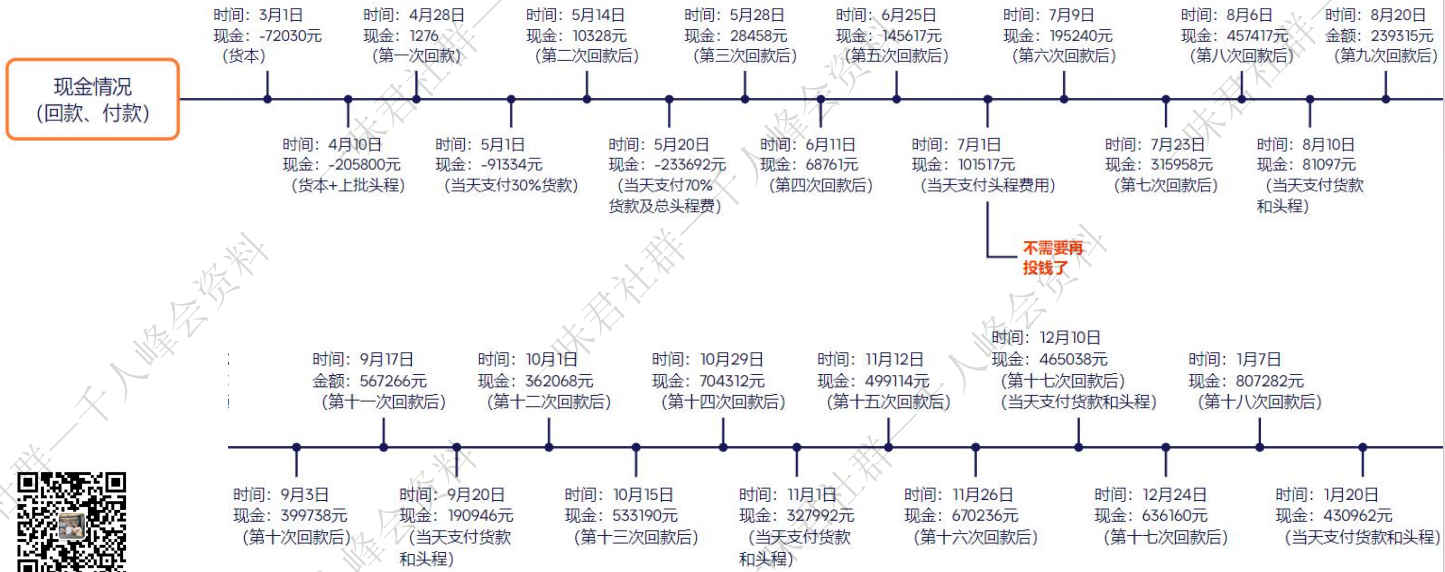 现金情况
(回款、付款)
时间：3月1日
现金：-72030元
(货本)
时间：4月28日
现金：1276
(第一次回款)
时间：5月14日
现金：10328元
(第二次回款后)
时间：5月28日
现金：28458元
(第三次回款后)
时间：6月25日
现金：145617元
(第五次回款后)
时间：7月9日
现金：195240元
(第六次回款后)
时间：8月6日
现金：457417元
(第八次回款后)
时间：8月20日
金额：239315元
(第九次回款后)
时间：4月10日
现金：-205800元
(货本+上批头程)
时间：5月1日
现金：-91334元
(当天支付30%货款)
时间：5月20日
现金：-233692元
(当天支付70%
货款及总头程费)
时间：6月11日
现金：68761元
(第四次回款后)
时间：7月1日
现金：101517元
(当天支付头程费用)
不需要再
投钱了
时间：7月23日
现金：315958元
(第七次回款后)
时间：8月10日
现金：81097元
(当天支付货款
和头程)
时间：9月17日
金额：567266元
(第十一次回款后)
时间：10月1日
现金：362068元
(第十二次回款后)
时间：10月29日
现金：704312元
(第十四次回款后)
时间：11月12日
现金：499114元
(第十五次回款后)
时间：12月10日
现金：465038元
(第十七次回款后)
(当天支付货款和头程)
时间：1月7日
现金：807282元
(第十八次回款后)
时间：9月3日
现金：399738元
(第十次回款后)
时间：9月20日
现金：190946元
(当天支付货款
和头程)
时间：10月15日
现金：533190元
(第十三次回款后)
时间：11月1日
现金：327992元
(当天支付货款
和头程)
时间：11月26日
现金：670236元
(第十六次回款后)
时间：12月24日
现金：636160元
(第十七次回款后)
时间：1月20日
现金：430962元
(当天支付货款和头程)
一味君社群—千人峰会资料